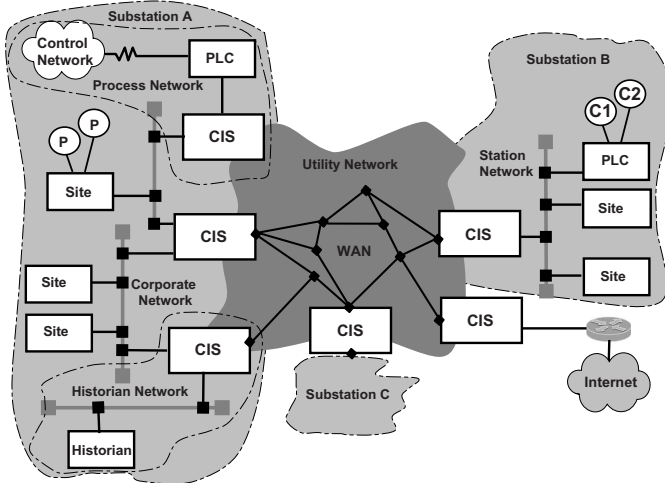 Substation A
Control
Network
PLC
Process Network
P
P
CIS
Site
CIS
Utility Network
WAN
Substation B
C1
C2
PLC
Station
Network
Site
CIS
Site
Site
Corporate
Network
Site
CIS
CIS
CIS
Internet
Historian Network
Substation C
Historian